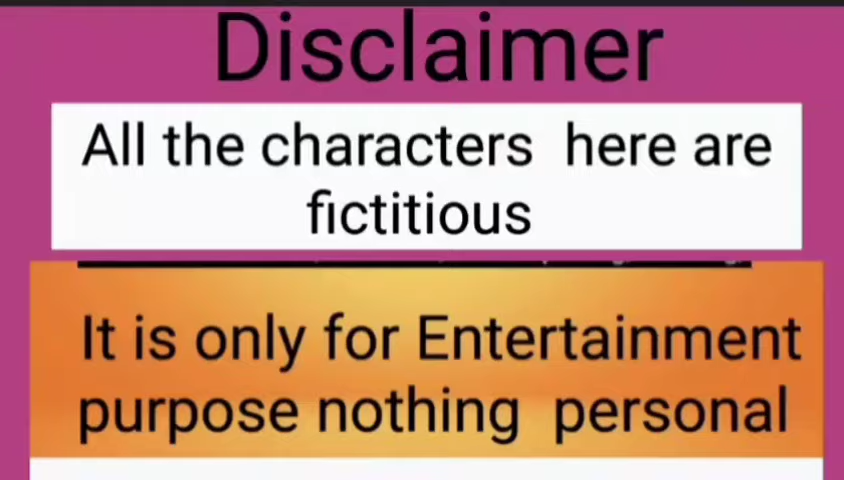 Disclaimer
All the characters here are
fictitious
It is only for Entertainment
purpose nothing personal